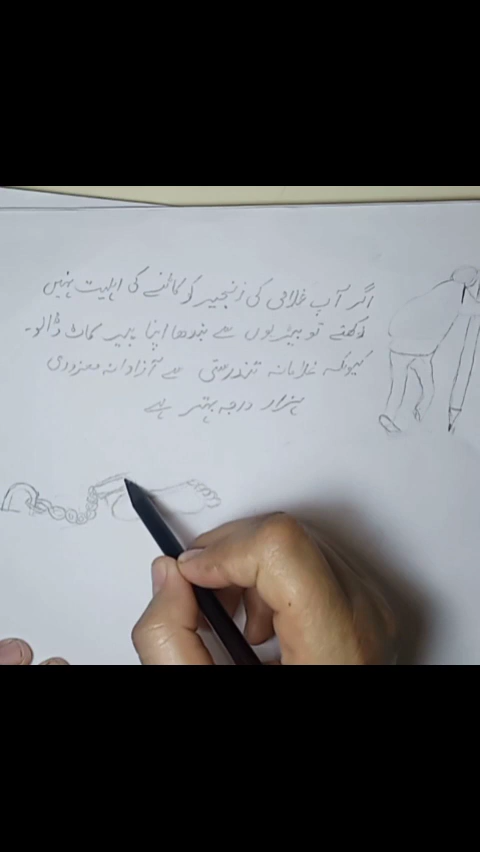 اگر آپ غلامی کی زنجیر کو کاٹنے کی اہلیت نہیں
رکھتے تو بیڑیوں سے بندھا اپنا پیر کاٹ ڈالو۔
کیونکہ غلامانہ تندرستی سے آزادانہ معزوری
ہزار درجہ بہتر ہے